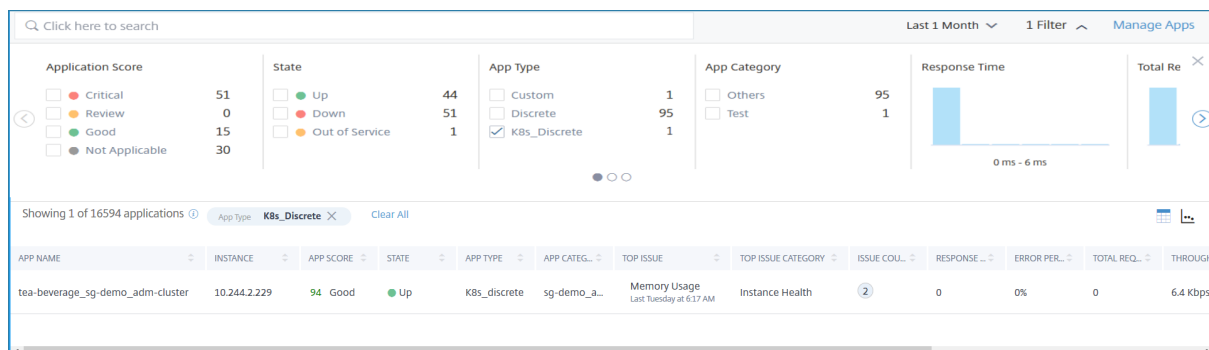 Click here to search
Last 1 Month
1 Filter
Manage Apps
Application Score
Critical 51
Review 0
Good 15
Not Applicable 30
State
Up 44
Down 51
Out of Service 1
App Type
Custom 1
Discrete 95
K8s_Discrete 1
App Category
Others 95
Test 1
Response Time
0 ms - 6 ms
Total Re
Showing 1 of 16594 applications
App Type K8s_Discrete
Clear All
APP NAME INSTANCE APP SCORE STATE APP TYPE APP CATEG... TOP ISSUE TOP ISSUE CATEGORY ISSUE COU... RESPONSE ... ERROR PER... TOTAL REQ... THROUGH
tea-beverage_sg-demo_adm-cluster 10.244.2.229 94 Good Up K8s_discrete sg-demo_a... Memory Usage Instance Health 2 0 0% 0 6.4 Kbps
Last Tuesday at 6:17 AM